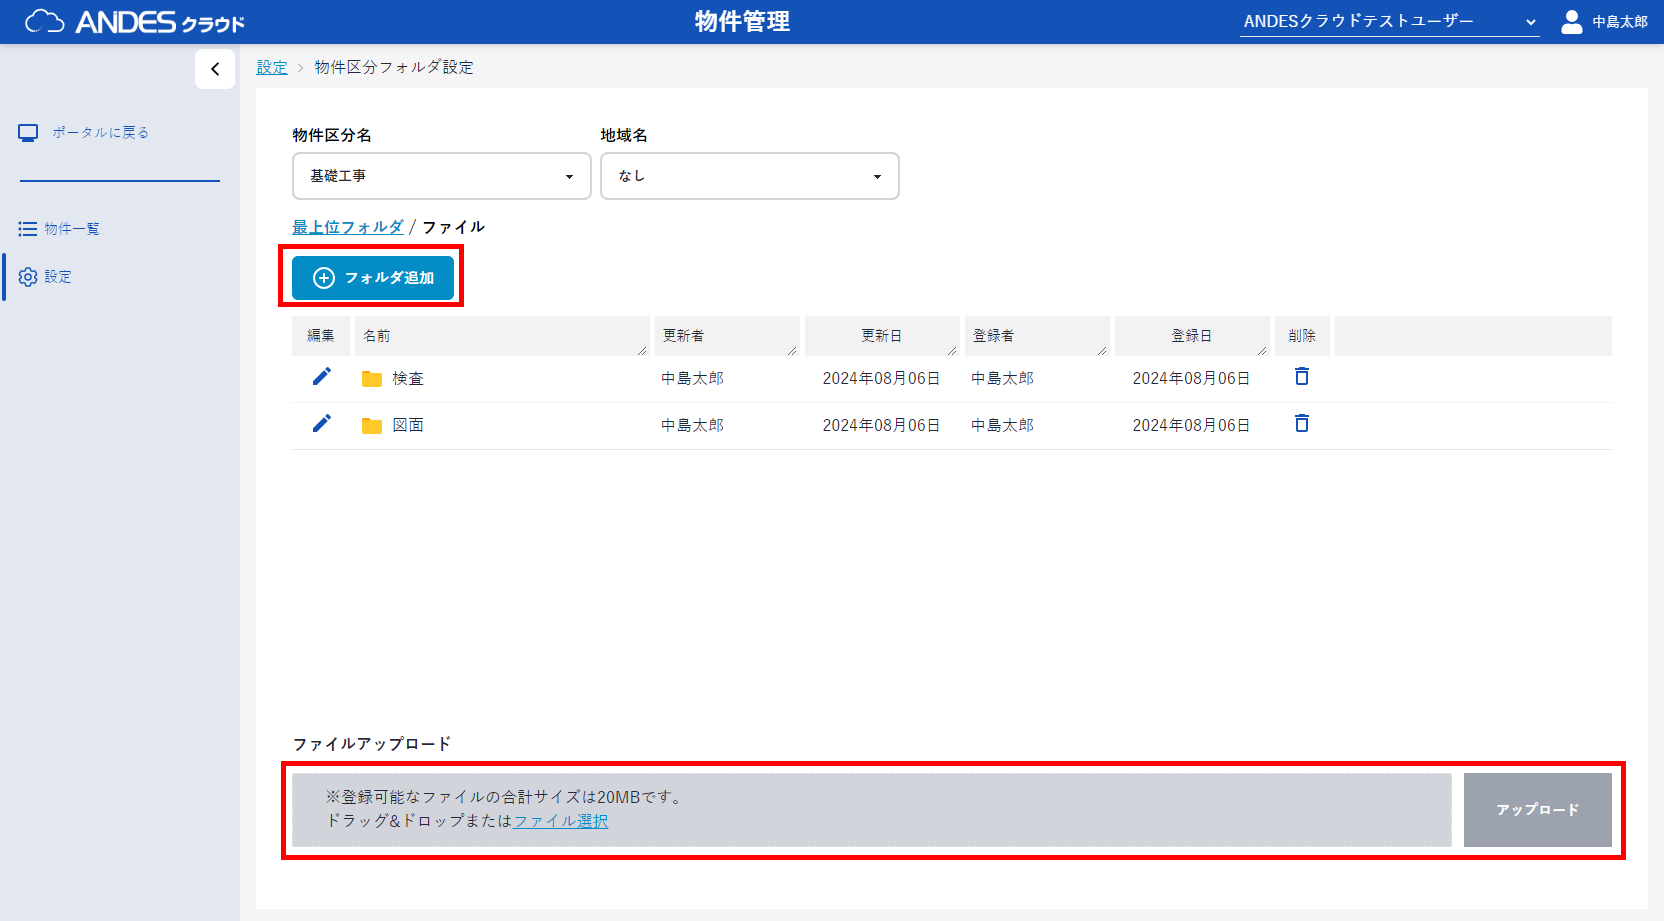 ANDES クラウド
物件管理
ANDESクラウドテストユーザー
中島太郎
設定 > 物件区分フォルダ設定
ポータルに戻る
物件一覧
設定
物件区分名
地域名
基礎工事
なし
最上位フォルダ / ファイル
フォルダ追加
編集 名前 更新者 更新日 登録者 登録日 削除
検査 中島太郎 2024年08月06日 中島太郎 2024年08月06日
図面 中島太郎 2024年08月06日 中島太郎 2024年08月06日
ファイルアップロード
※登録可能なファイルの合計サイズは20MBです。
ドラッグ&ドロップまたはファイル選択
アップロード